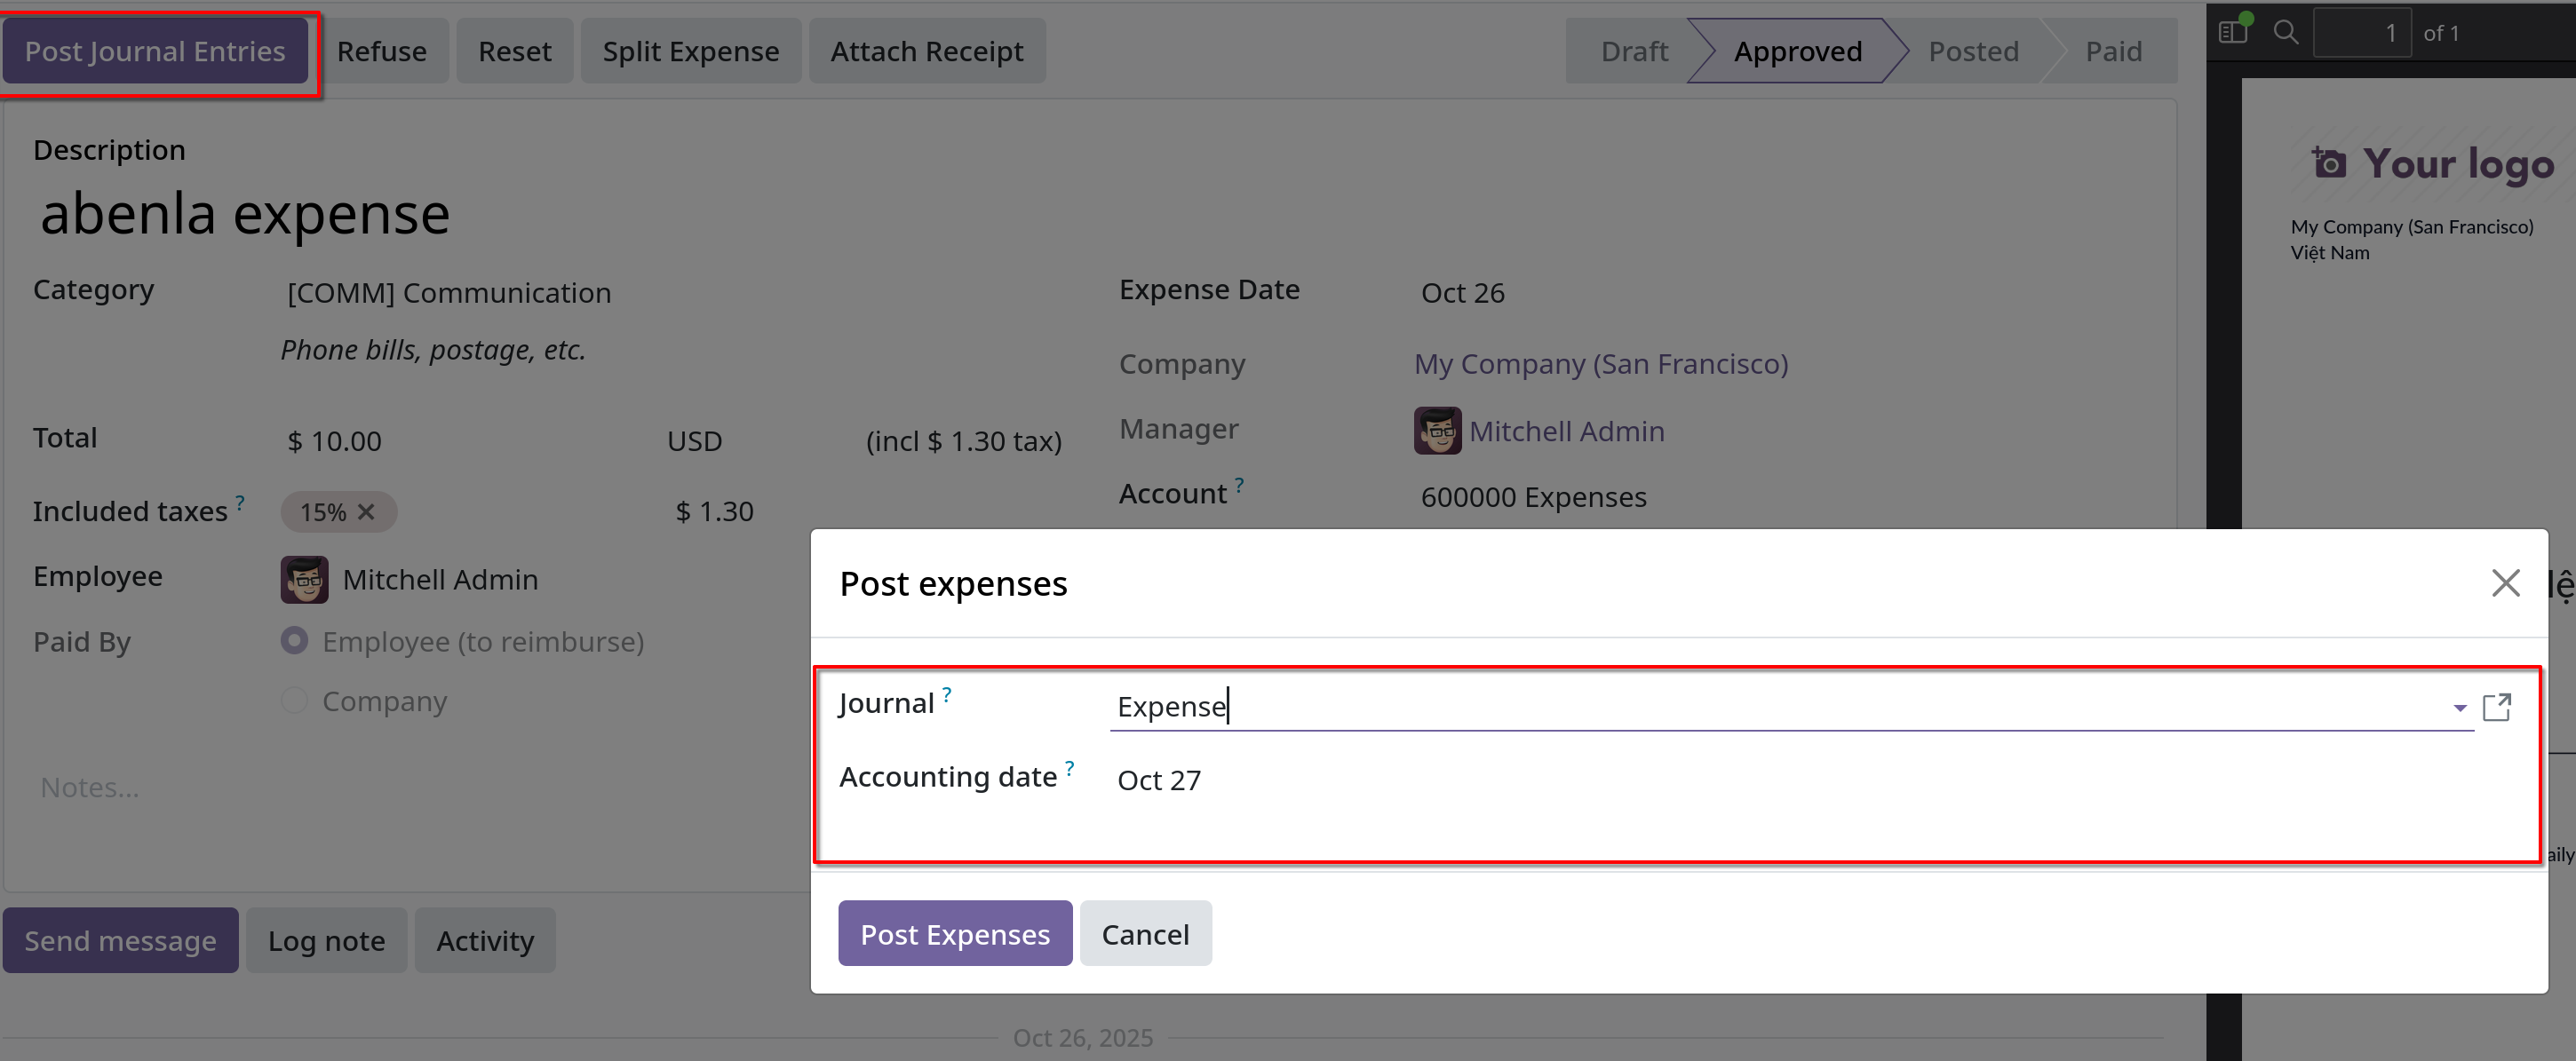 Post Journal Entries
Refuse
Reset
Split Expense
Attach Receipt
Draft
Approved
Posted
Paid
1 of 1
Description
abenla expense
Category [COMM] Communication
Phone bills, postage, etc.
Total $ 10.00 USD (incl $ 1.30 tax)
Included taxes ? 15% $ 1.30
Employee Mitchell Admin
Paid By Employee (to reimburse)
Company
Notes...
Expense Date Oct 26
Company My Company (San Francisco)
Manager Mitchell Admin
Account ? 600000 Expenses
Your logo
My Company (San Francisco)
Việt Nam
lệ
aily
Post expenses
Journal ? Expense
Accounting date ? Oct 27
Post Expenses
Cancel
Send message
Log note
Activity
Oct 26, 2025